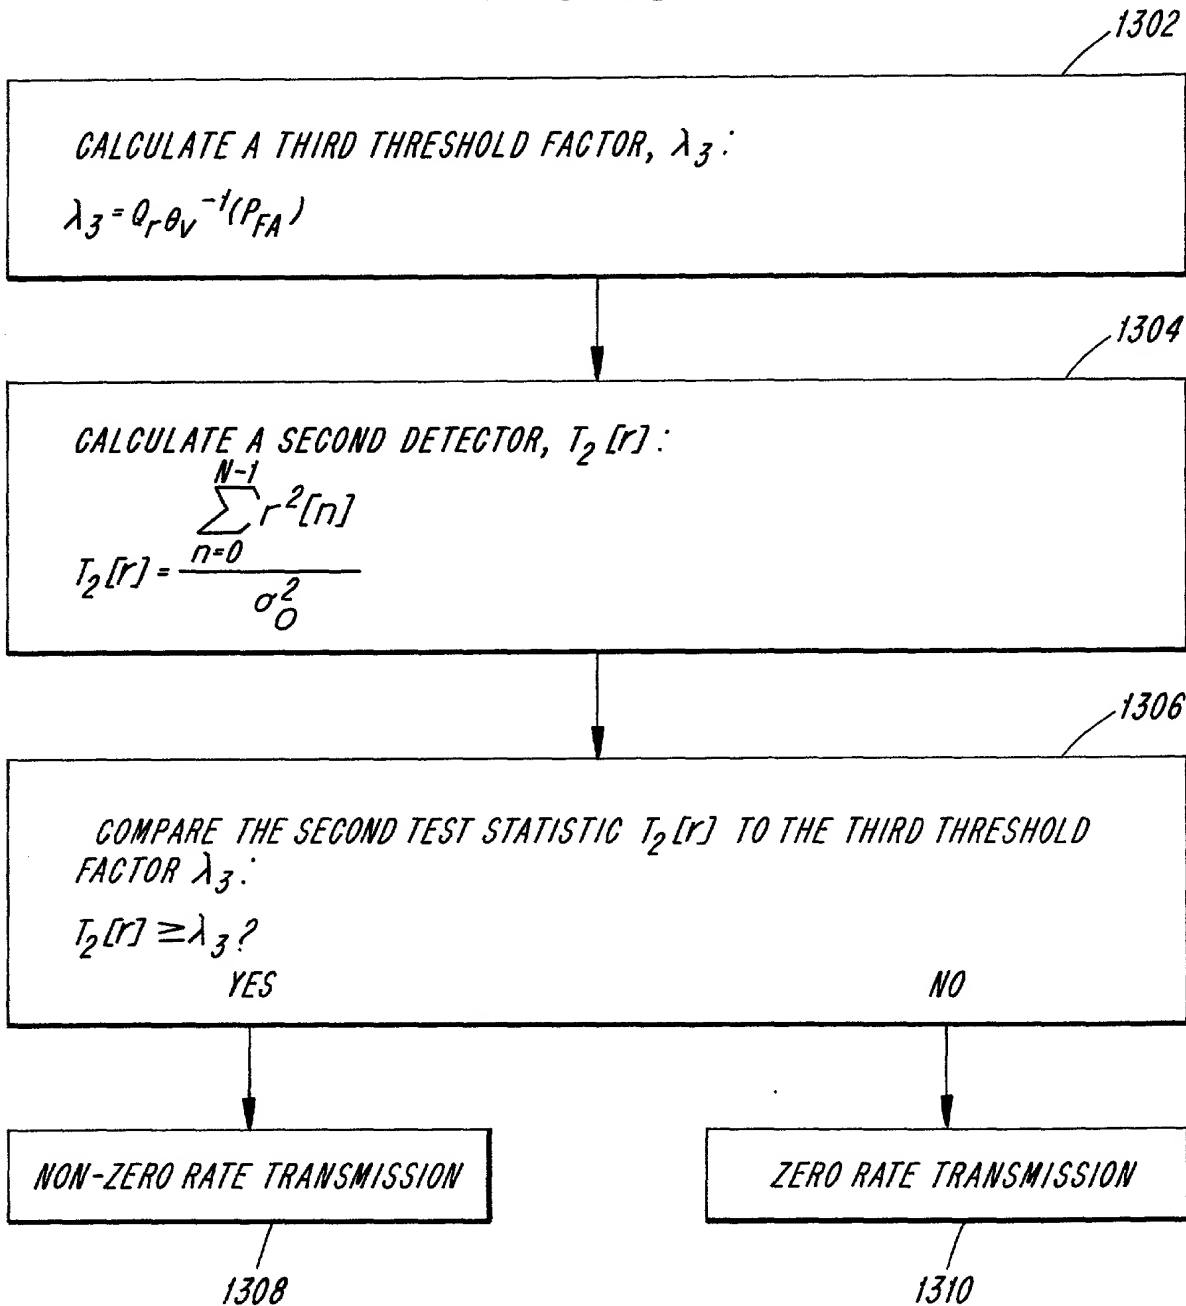 1302
CALCULATE A THIRD THRESHOLD FACTOR, λ₃:
λ₃=Q_rθ_V⁻¹(P_FA)
1304
CALCULATE A SECOND DETECTOR, T₂[r]:
N-1
∑ r²[n]
n=0
T₂[r]=
σ₀²
1306
COMPARE THE SECOND TEST STATISTIC T₂[r] TO THE THIRD THRESHOLD
FACTOR λ₃:
T₂[r]≥λ₃?
YES NO
NON-ZERO RATE TRANSMISSION ZERO RATE TRANSMISSION
1308 1310